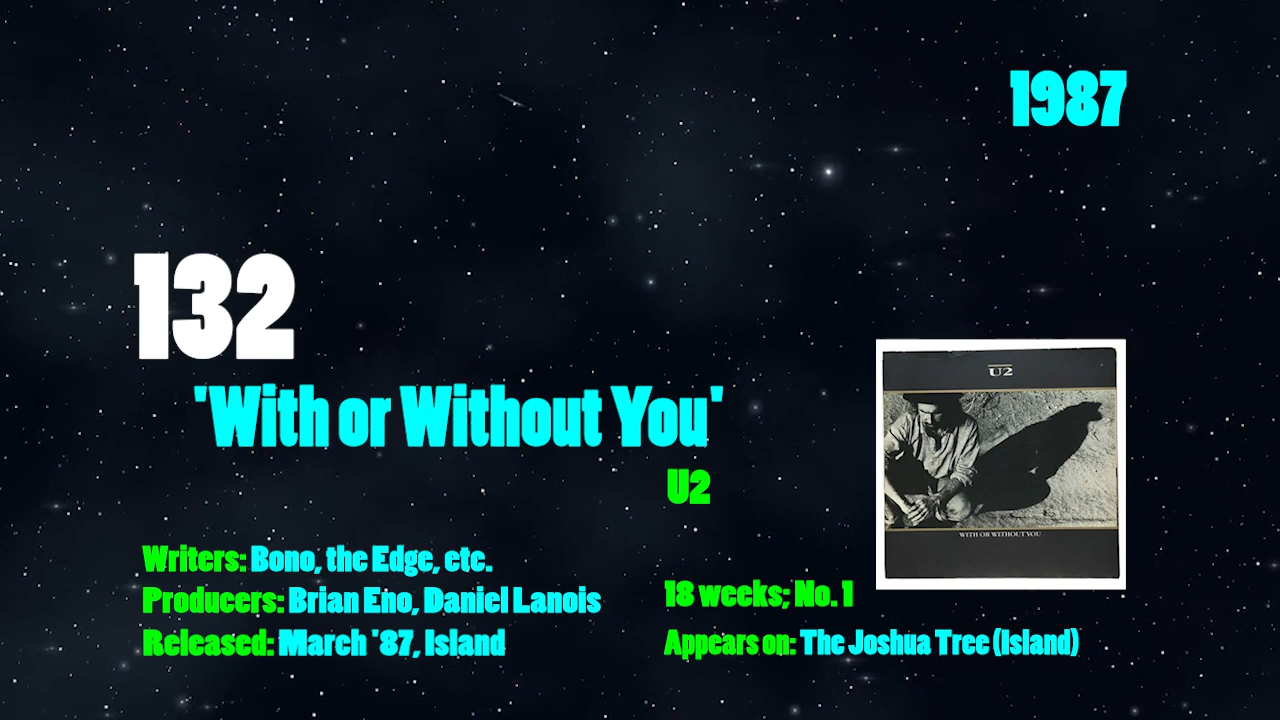 1987
132
'With or Without You'
U2
Writers: Bono, the Edge, etc.
Producers: Brian Eno, Daniel Lanois
Released: March '87, Island
18 weeks; No. 1
Appears on: The Joshua Tree (Island)
U2
WITH OR WITHOUT YOU